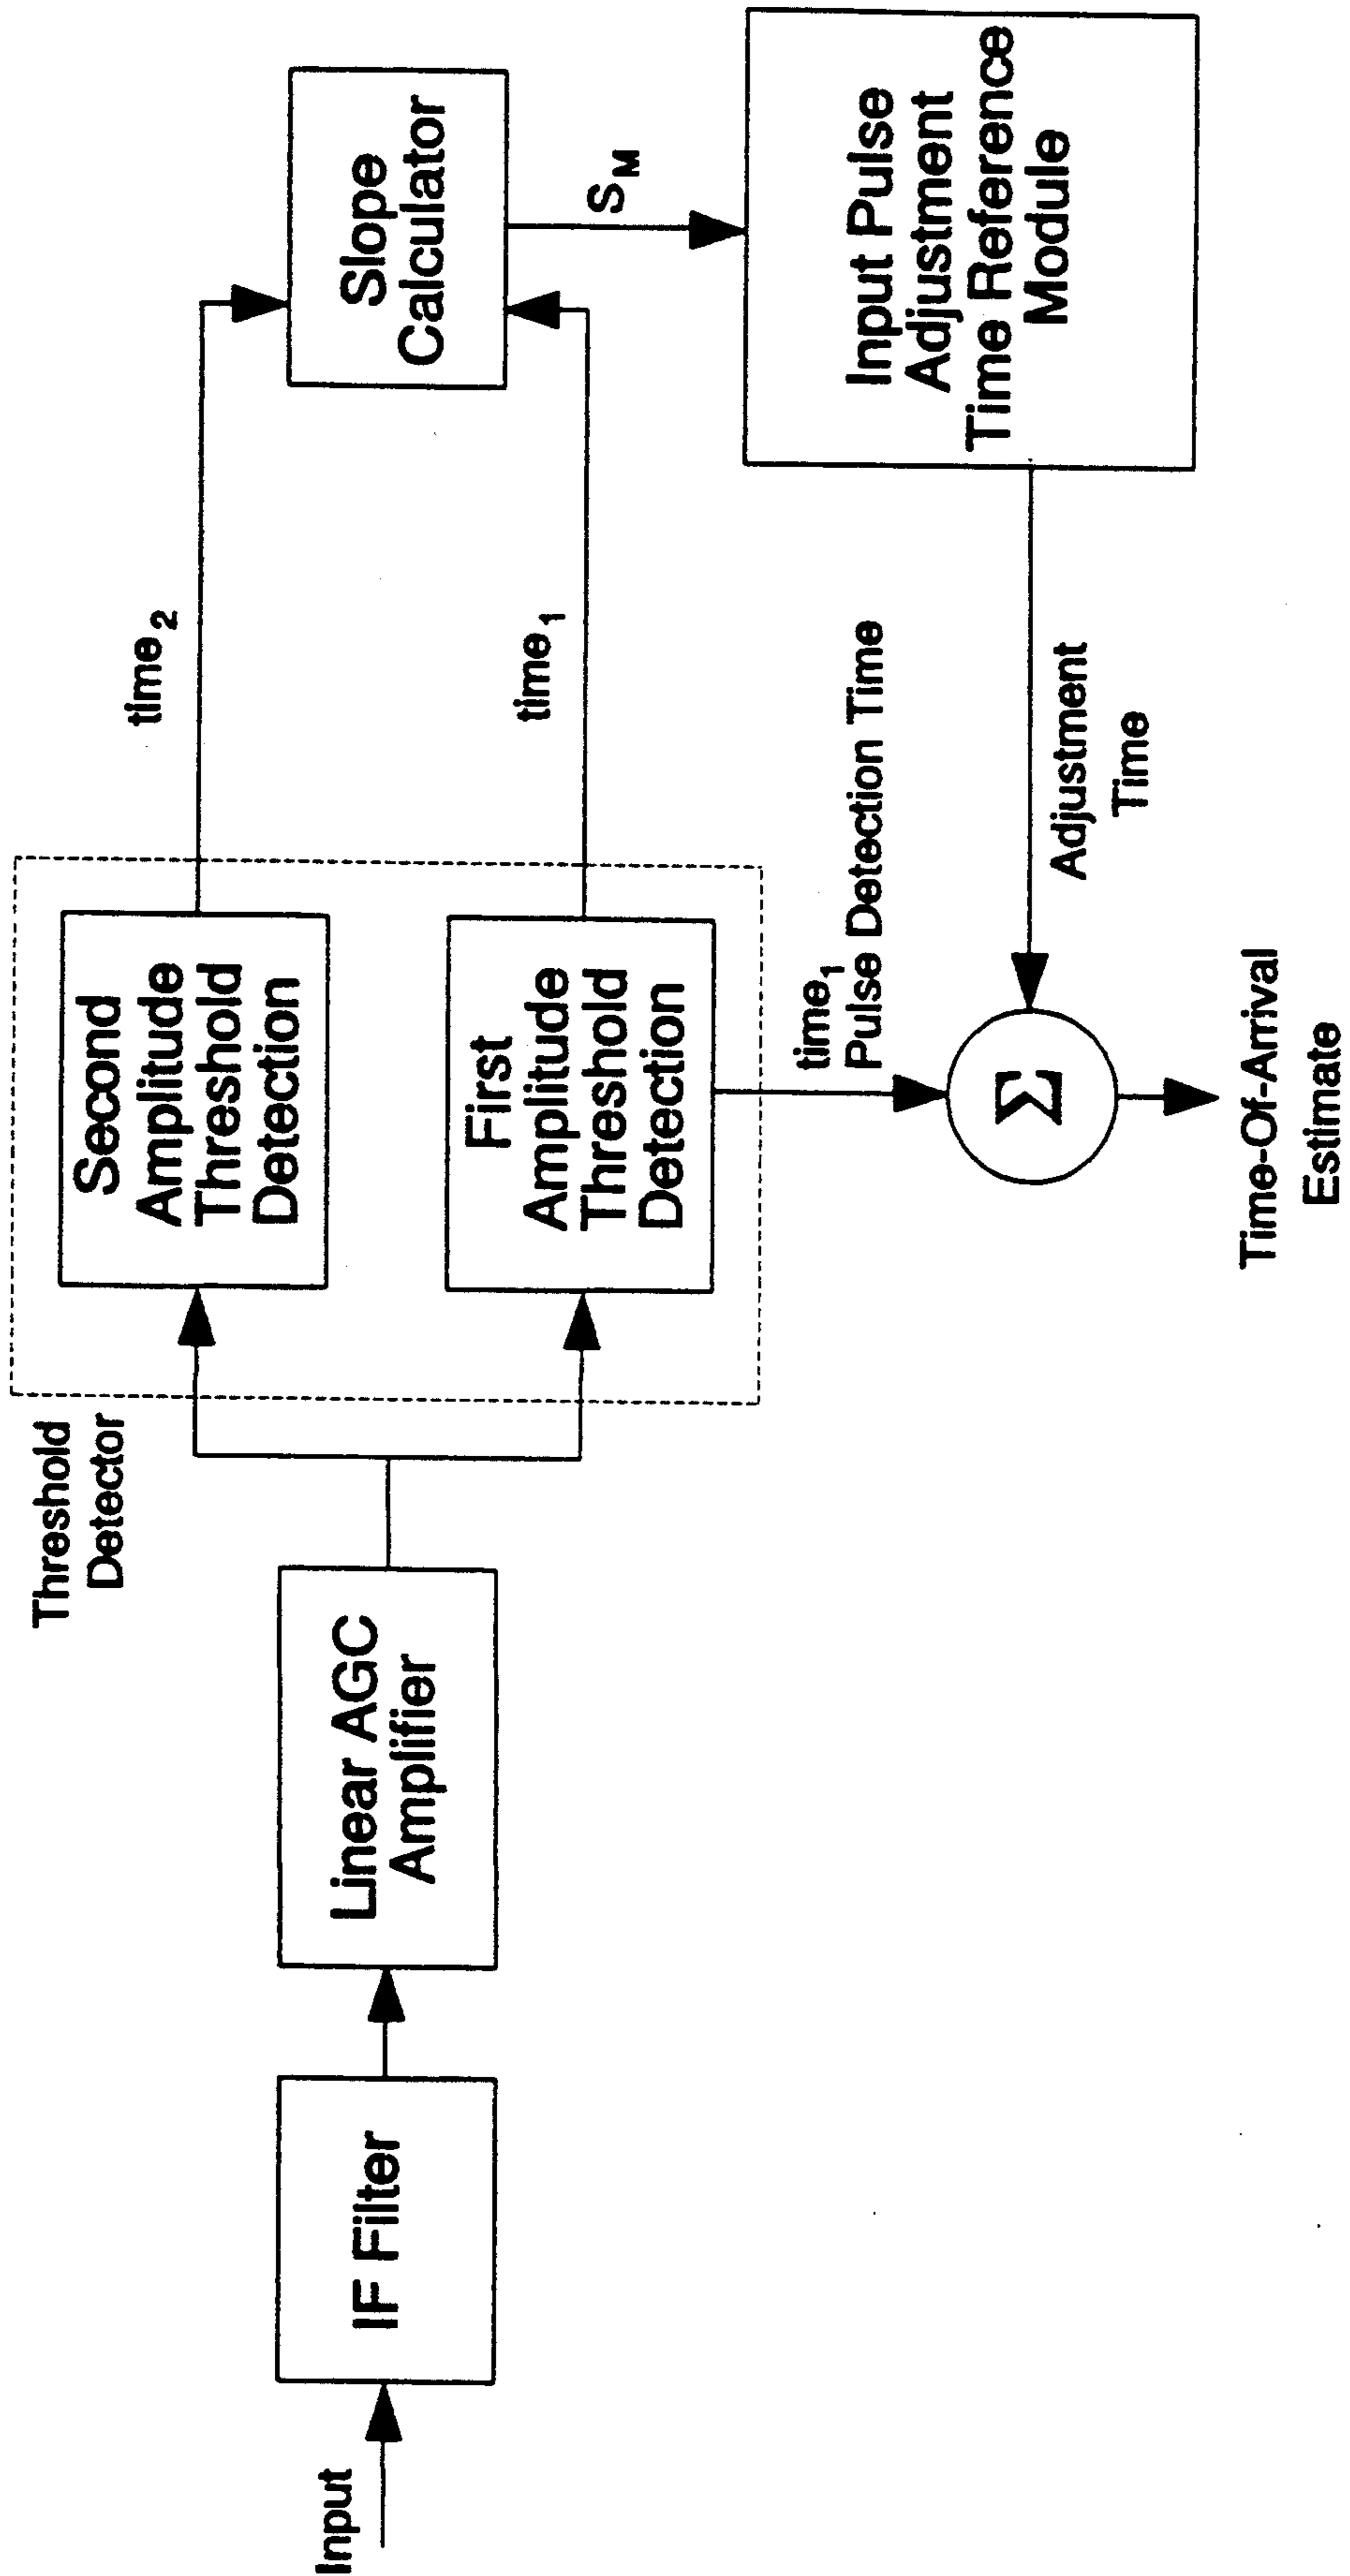 Input
IF Filter
Linear AGC
Amplifier
Threshold
Detector
Second
Amplitude
Threshold
Detection
First
Amplitude
Threshold
Detection
time2
time1
Slope
Calculator
SM
Input Pulse
Adjustment
Time Reference
Module
time1
Pulse Detection Time
Adjustment
Time
Σ
Time-Of-Arrival
Estimate